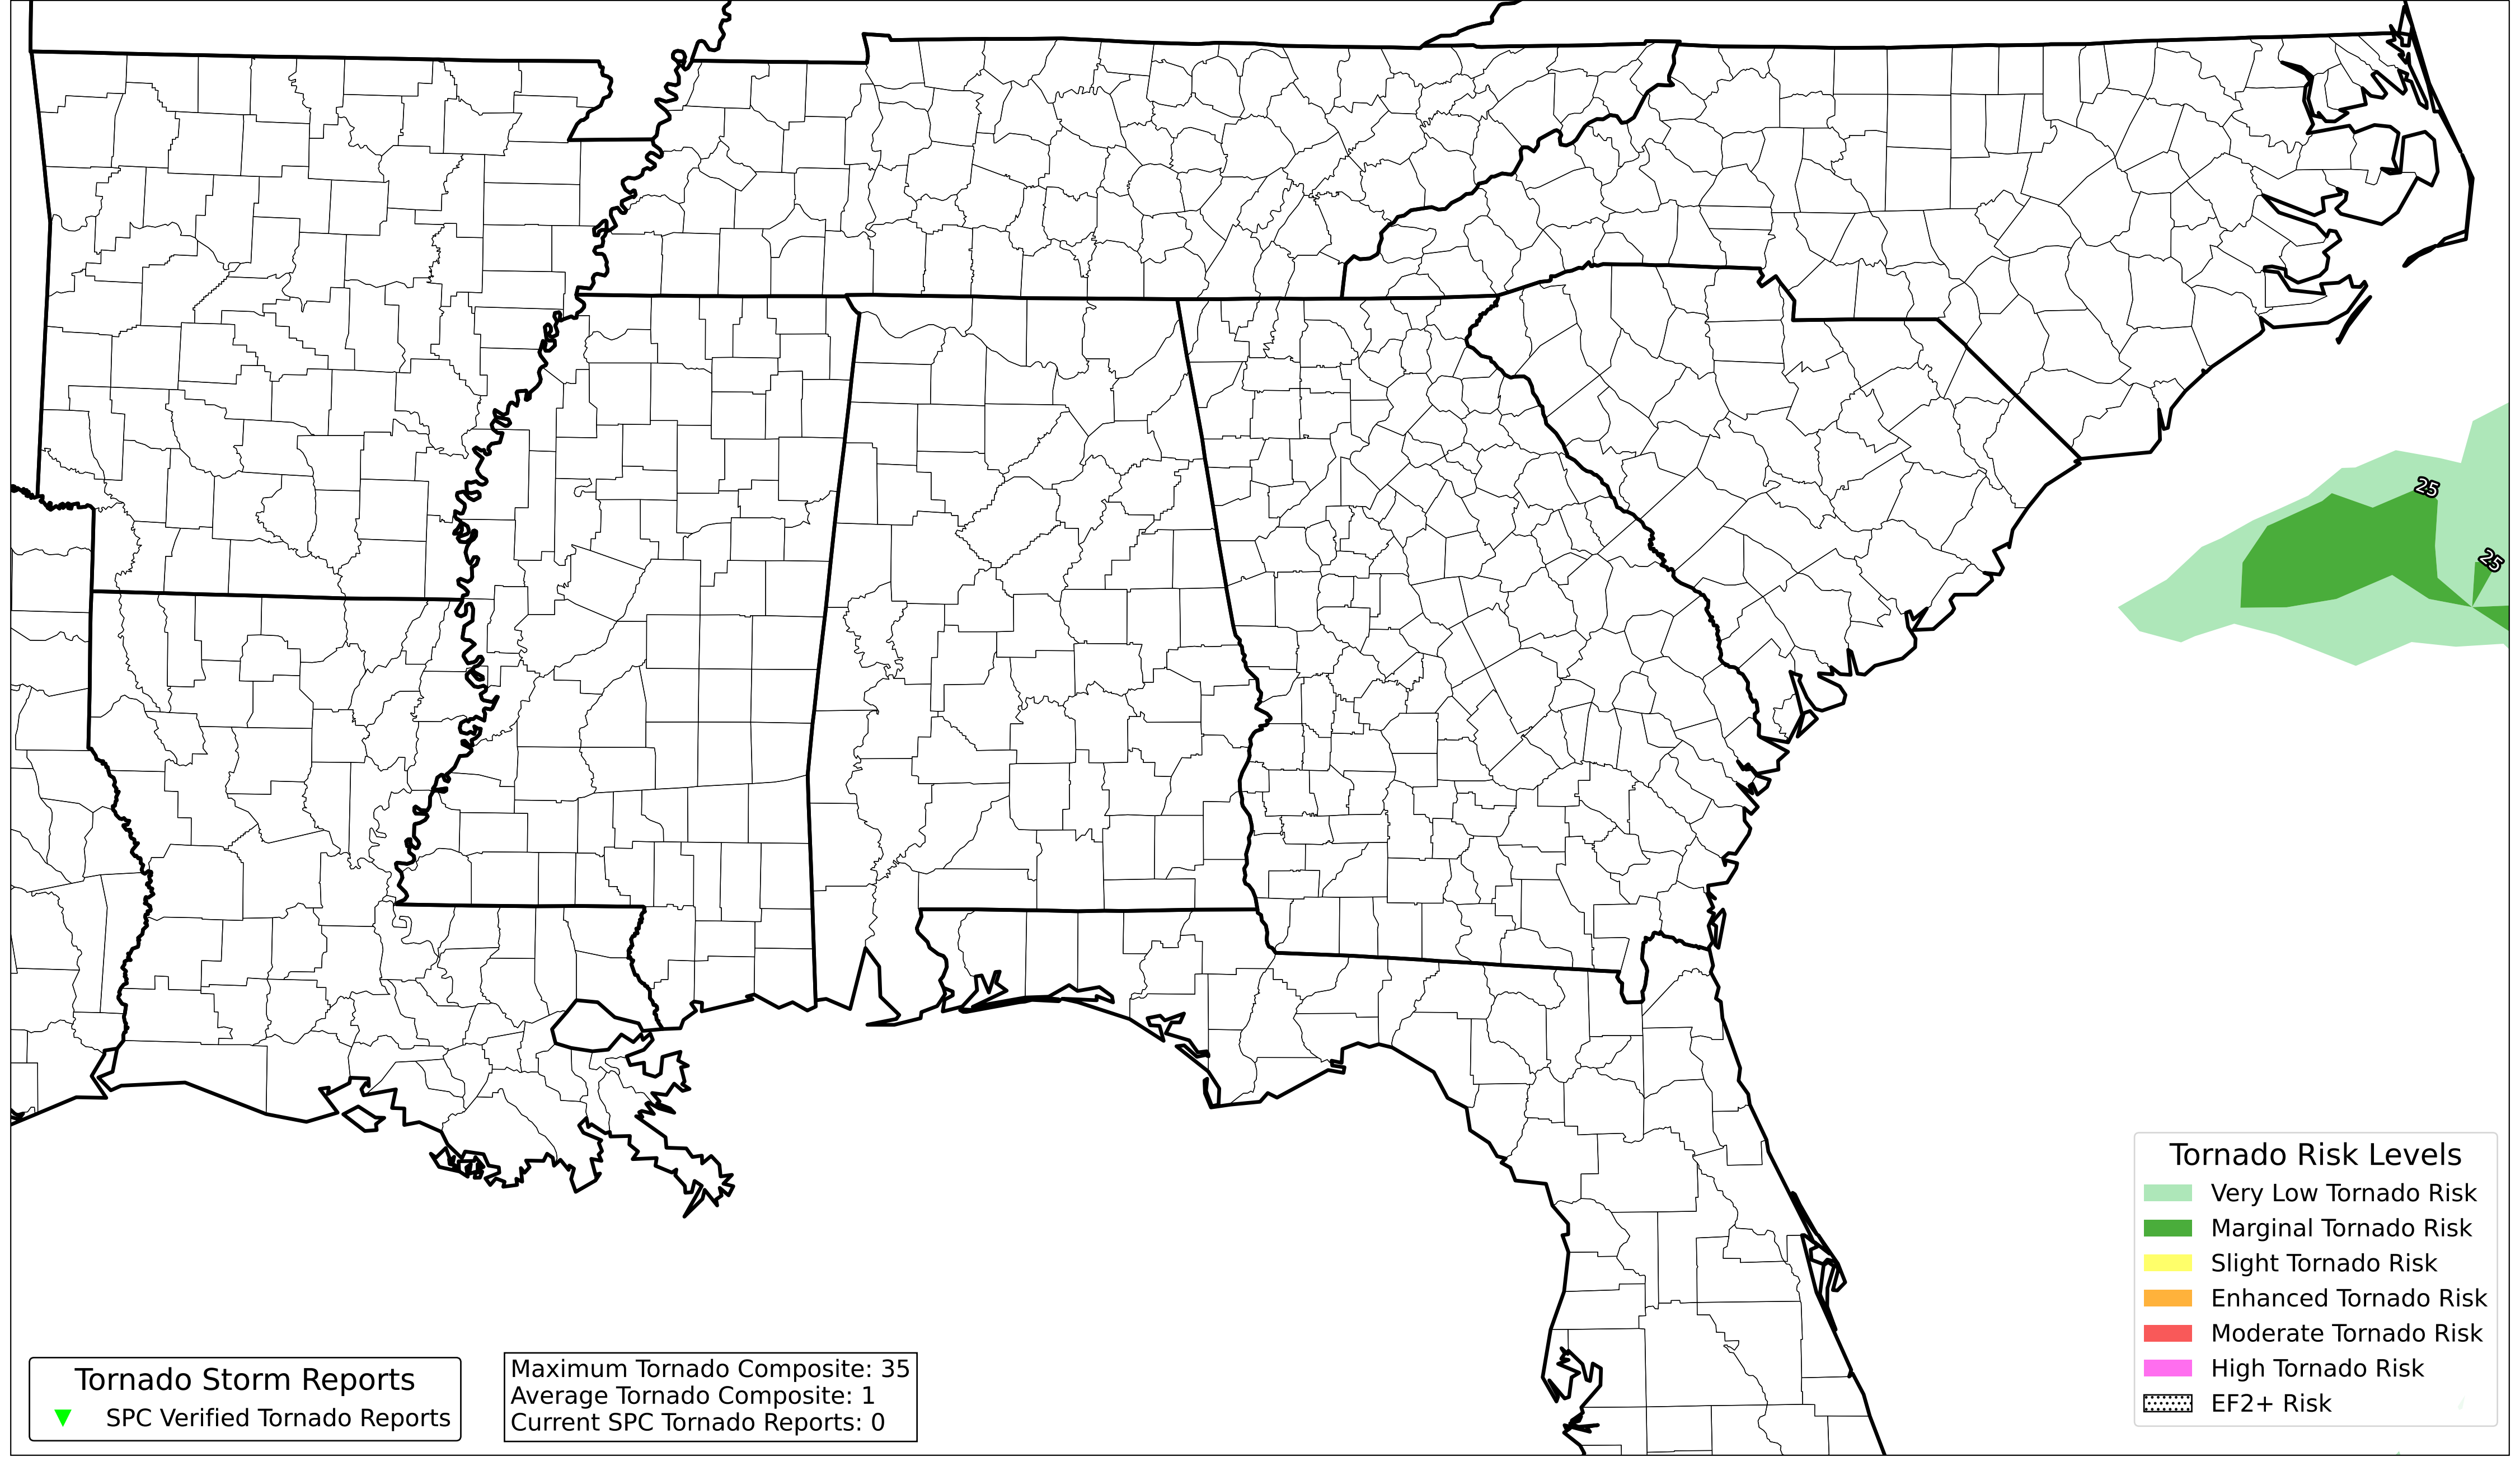 25
25
Tornado Risk Levels
Very Low Tornado Risk
Marginal Tornado Risk
Slight Tornado Risk
Enhanced Tornado Risk
Moderate Tornado Risk
High Tornado Risk
EF2+ Risk
Tornado Storm Reports
SPC Verified Tornado Reports
Maximum Tornado Composite: 35
Average Tornado Composite: 1
Current SPC Tornado Reports: 0